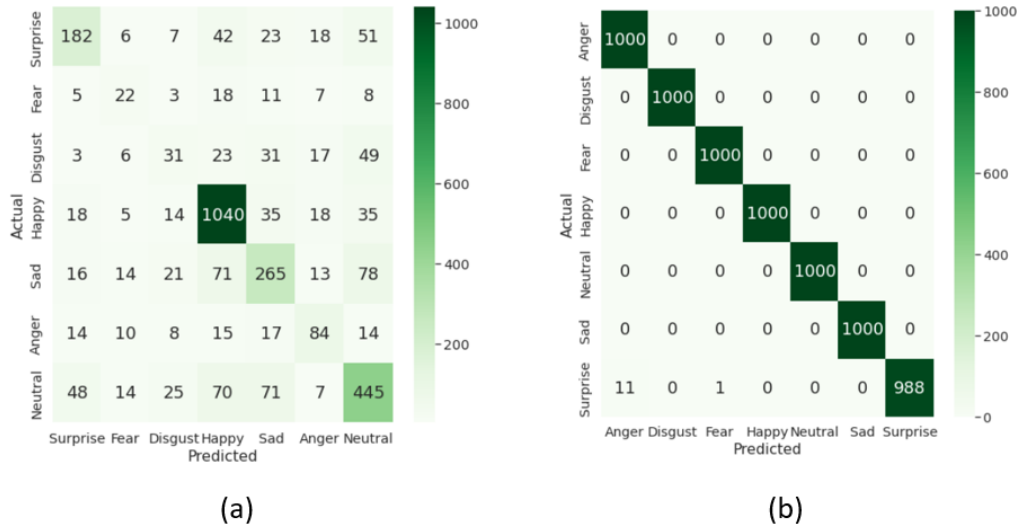 Surprise 182 6 7 42 23 18 51
Fear 5 22 3 18 11 7 8
Disgust 3 6 31 23 31 17 49
Happy 18 5 14 1040 35 18 35
Sad 16 14 21 71 265 13 78
Anger 14 10 8 15 17 84 14
Neutral 48 14 25 70 71 7 445
Surprise Fear Disgust Happy Sad Anger Neutral
Predicted
Actual
1000
800
600
400
200
(a)
Anger 1000 0 0 0 0 0 0
Disgust 0 1000 0 0 0 0 0
Fear 0 0 1000 0 0 0 0
Happy 0 0 0 1000 0 0 0
Neutral 0 0 0 0 1000 0 0
Sad 0 0 0 0 0 1000 0
Surprise 11 0 1 0 0 0 988
Anger Disgust Fear Happy Neutral Sad Surprise
Predicted
Actual
1000
800
600
400
200
0
(b)